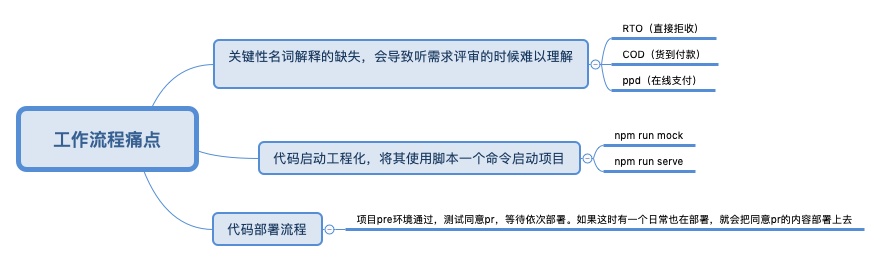 工作流程痛点
关键性名词解释的缺失，会导致听需求评审的时候难以理解
RTO（直接拒收）
COD（货到付款）
ppd（在线支付）
代码启动工程化，将其使用脚本一个命令启动项目
npm run mock
npm run serve
代码部署流程
项目pre环境通过，测试同意pr，等待依次部署。如果这时有一个日常也在部署，就会把同意pr的内容部署上去